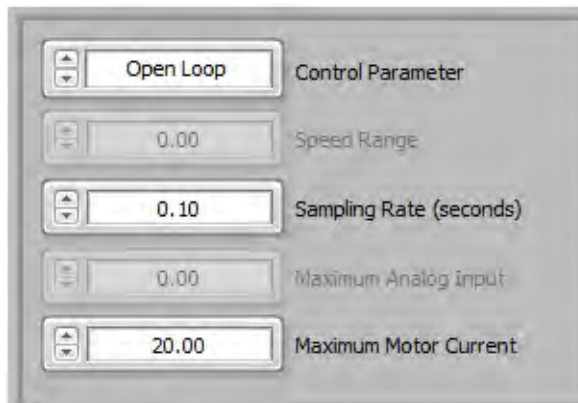 Open Loop Control Parameter
0.00 Speed Range
0.10 Sampling Rate (seconds)
0.00 Maximum Analog Input
20.00 Maximum Motor Current